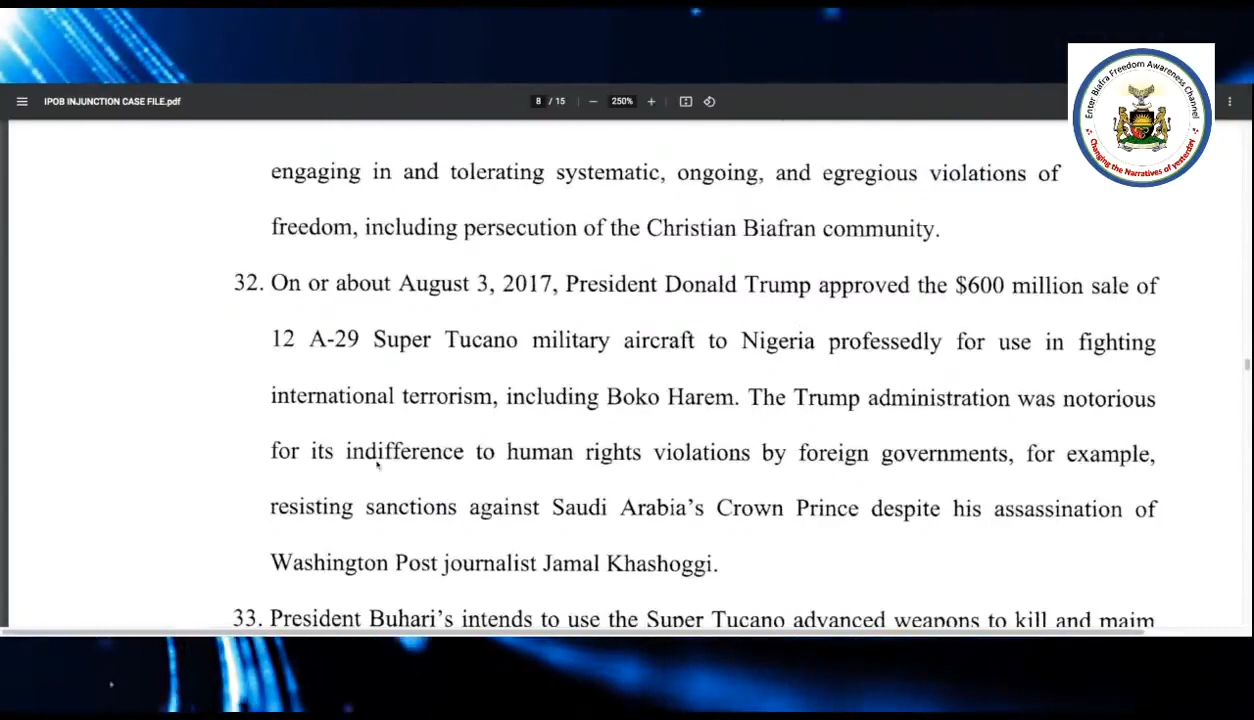 IPOB INJUNCTION CASE FILE.pdf
8 / 15
250%
Enter Biafra Freedom Awareness Channel
Changing the Narratives of yesterday
engaging in and tolerating systematic, ongoing, and egregious violations of
freedom, including persecution of the Christian Biafran community.
32. On or about August 3, 2017, President Donald Trump approved the $600 million sale of
12 A-29 Super Tucano military aircraft to Nigeria professedly for use in fighting
international terrorism, including Boko Harem. The Trump administration was notorious
for its indifference to human rights violations by foreign governments, for example,
resisting sanctions against Saudi Arabia's Crown Prince despite his assassination of
Washington Post journalist Jamal Khashoggi.
33. President Buhari's intends to use the Super Tucano advanced weapons to kill and maim